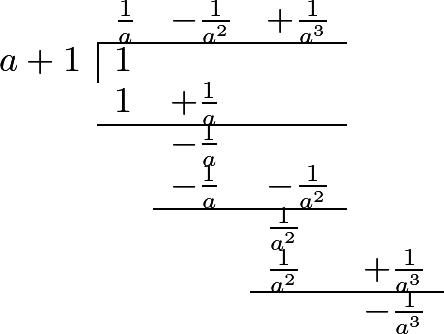 1/a − 1/a² + 1/a³
a + 1 1
1 + 1/a
− 1/a
− 1/a − 1/a²
1/a²
1/a² + 1/a³
− 1/a³